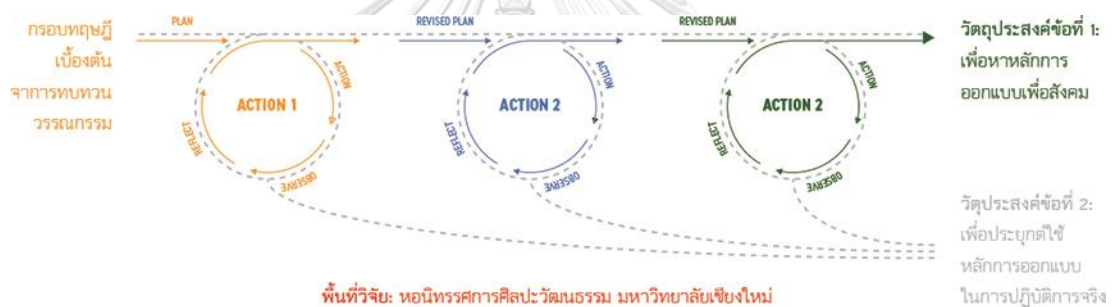 กรอบทฤษฎี
เบื้องต้น
จาการทบทวน
วรรณกรรม
PLAN
ACTION
OBSERVE
REFLECT
ACTION 1
REVISED PLAN
ACTION
OBSERVE
REFLECT
ACTION 2
REVISED PLAN
ACTION
OBSERVE
REFLECT
ACTION 2
วัตถุประสงค์ข้อที่ 1:
เพื่อหาหลักการ
ออกแบบเพื่อสังคม
วัตถุประสงค์ข้อที่ 2:
เพื่อประยุกต์ใช้
หลักการออกแบบ
ในการปฏิบัติการจริง
พื้นที่วิจัย: หอนิทรรศการศิลปะวัฒนธรรม มหาวิทยาลัยเชียงใหม่